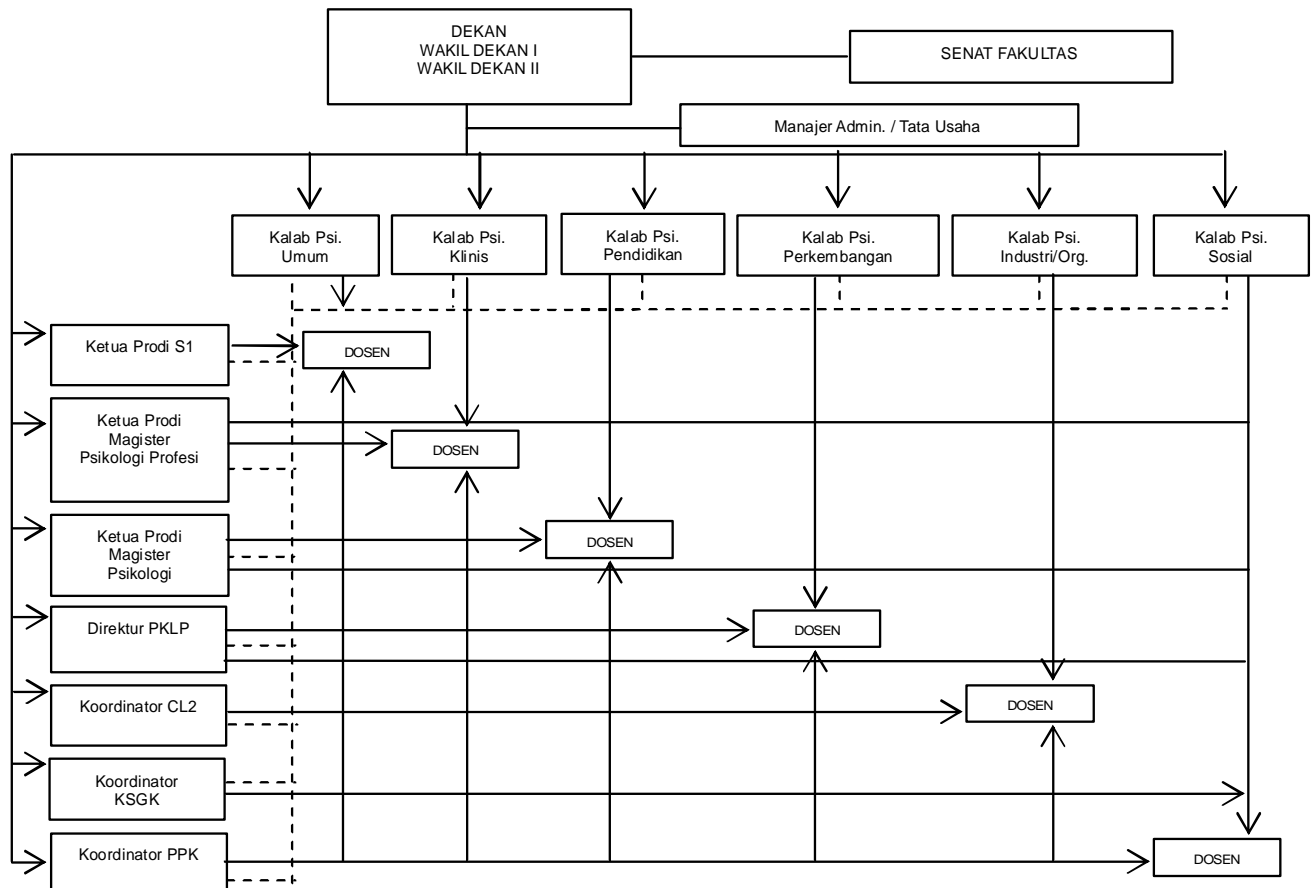 DEKAN
WAKIL DEKAN I
WAKIL DEKAN II
SENAT FAKULTAS
Manajer Admin. / Tata Usaha
Kalab Psi.
Umum
Kalab Psi.
Klinis
Kalab Psi.
Pendidikan
Kalab Psi.
Perkembangan
Kalab Psi.
Industri/Org.
Kalab Psi.
Sosial
Ketua Prodi S1
DOSEN
Ketua Prodi
Magister
Psikologi Profesi
DOSEN
Ketua Prodi
Magister
Psikologi
DOSEN
Direktur PKLP
DOSEN
Koordinator CL2
DOSEN
Koordinator
KSGK
Koordinator PPK
DOSEN